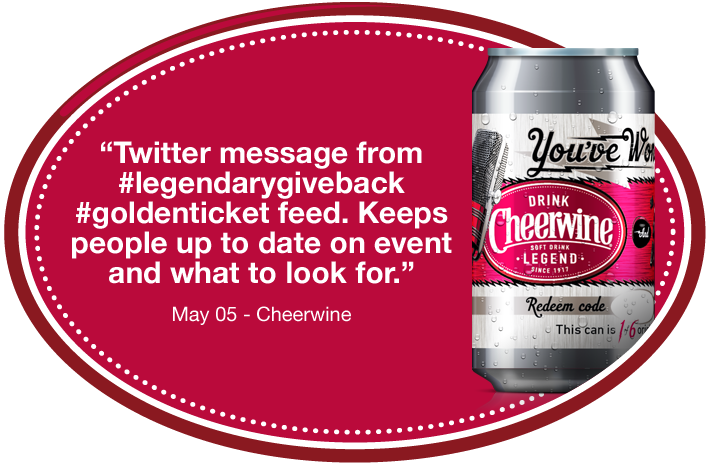 “Twitter message from
#legendarygiveback
#goldenticket feed. Keeps
people up to date on event
and what to look for.”
May 05 - Cheerwine
You've
DRINK
Cheerwine
SOFT DRINK
LEGEND
SINCE 1917
Redeem code
This can is 1 of 6